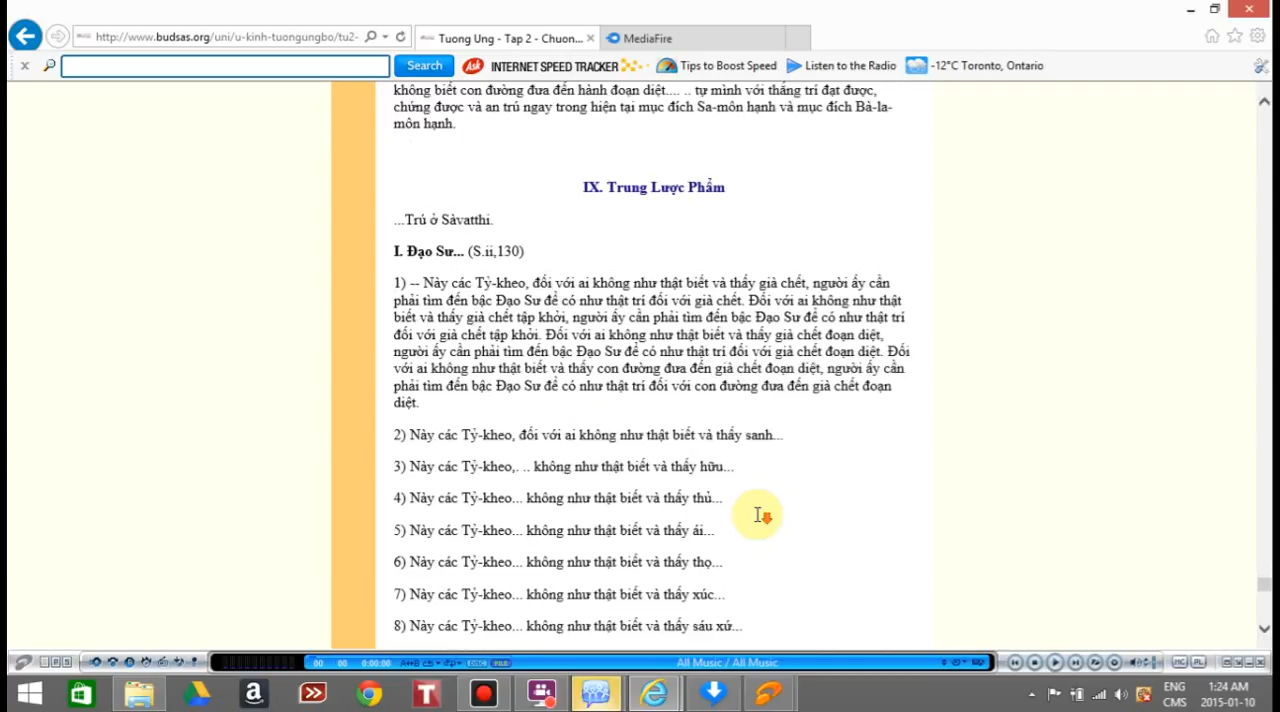 http://www.budsas.org/uni/u-kinh-tuongungbo/tu2-
Tuong Ung - Tap 2 - Chuon...
MediaFire
Search
Ask
INTERNET SPEED TRACKER
Tips to Boost Speed
Listen to the Radio
-12°C Toronto, Ontario
không biết con đường đưa đến hành đoạn diệt.... .. tự mình với thắng trí đạt được,
chứng được và an trú ngay trong hiện tại mục đích Sa-môn hạnh và mục đích Bà-la-
môn hạnh.
IX. Trung Lược Phẩm
...Trú ở Sàvatthi.
I. Đạo Sư... (S.ii,130)
1) -- Này các Tỷ-kheo, đối với ai không như thật biết và thấy già chết, người ấy cần
phải tìm đến bậc Đạo Sư để có như thật trí đối với già chết. Đối với ai không như thật
biết và thấy già chết tập khởi, người ấy cần phải tìm đến bậc Đạo Sư để có như thật trí
đối với già chết tập khởi. Đối với ai không như thật biết và thấy già chết đoạn diệt,
người ấy cần phải tìm đến bậc Đạo Sư để có như thật trí đối với già chết đoạn diệt. Đối
với ai không như thật biết và thấy con đường đưa đến già chết đoạn diệt, người ấy cần
phải tìm đến bậc Đạo Sư để có như thật trí đối với con đường đưa đến già chết đoạn
diệt.
2) Này các Tỷ-kheo, đối với ai không như thật biết và thấy sanh...
3) Này các Tỷ-kheo,. .. không như thật biết và thấy hữu...
4) Này các Tỷ-kheo... không như thật biết và thấy thủ...
5) Này các Tỷ-kheo... không như thật biết và thấy ái...
6) Này các Tỷ-kheo... không như thật biết và thấy thọ...
7) Này các Tỷ-kheo... không như thật biết và thấy xúc...
8) Này các Tỷ-kheo... không như thật biết và thấy sáu xứ...
00 00 0:00:00
All Music / All Music
ENG
CMS
1:24 AM
2015-01-10